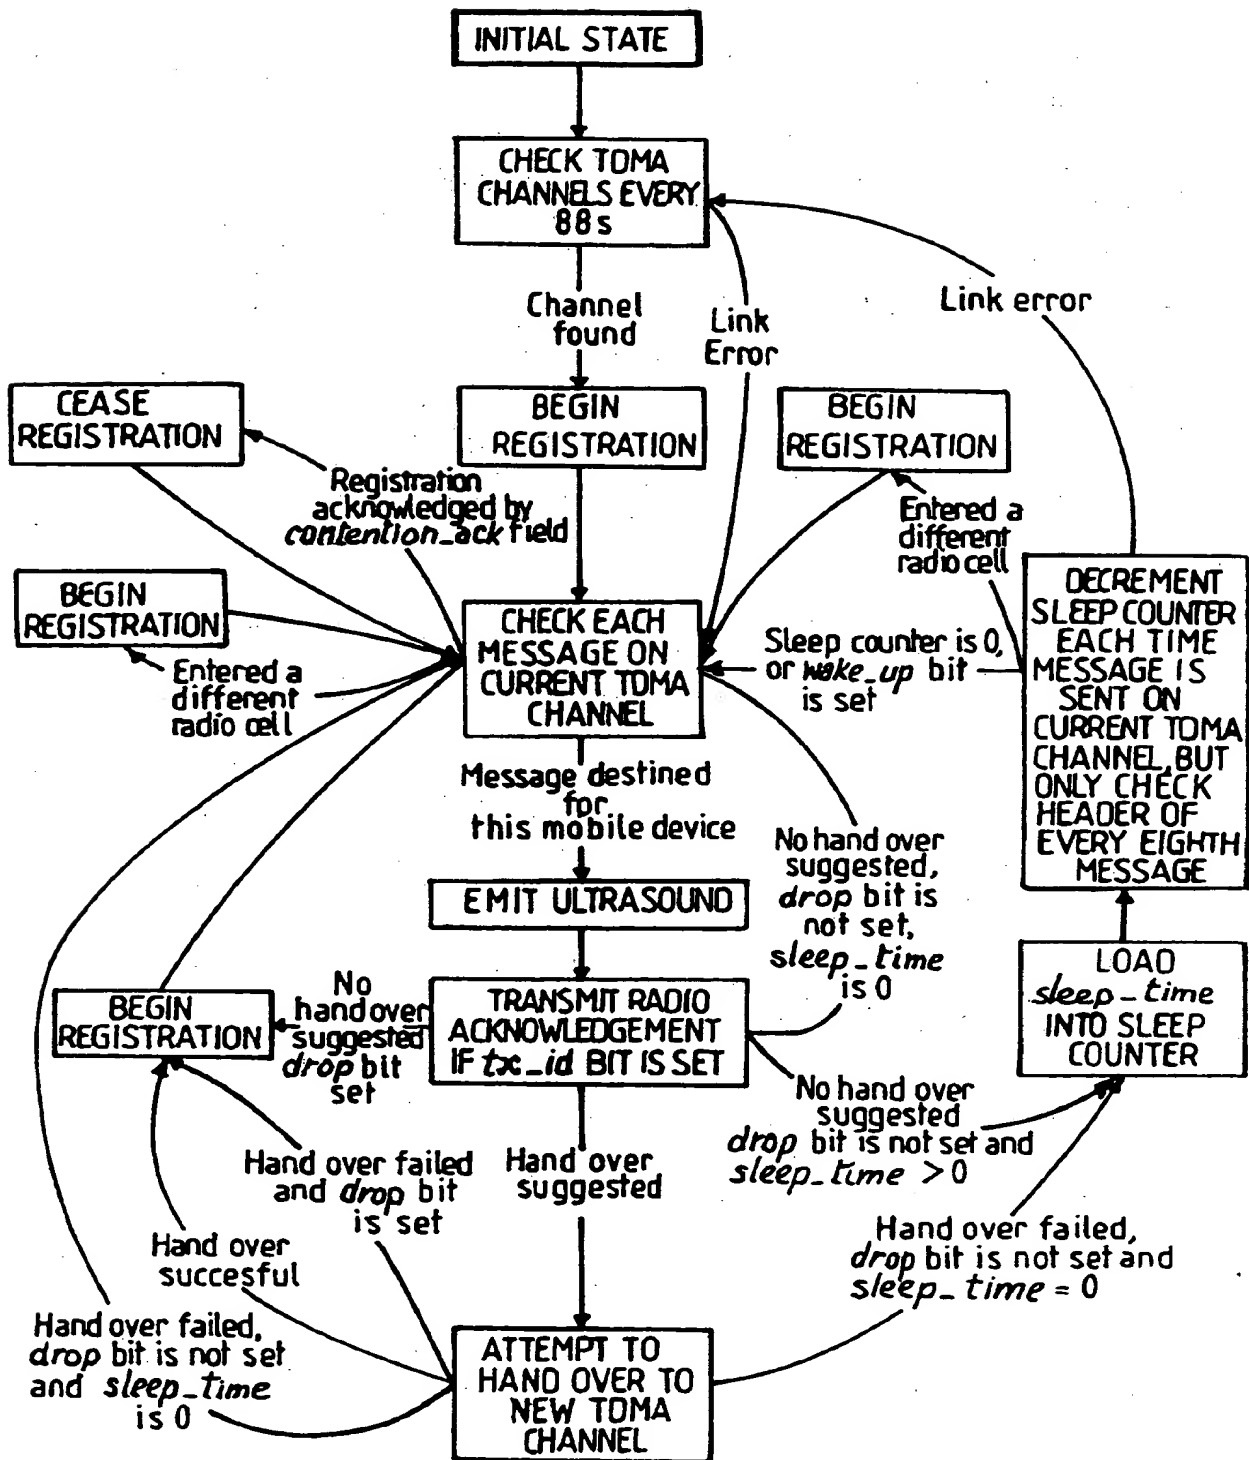 INITIAL STATE
CHECK TDMA
CHANNELS EVERY
88s
Channel
found
Link
Error
Link error
CEASE
REGISTRATION
BEGIN
REGISTRATION
BEGIN
REGISTRATION
Registration
acknowledged by
contention_ack field
Entered a
different
radio cell
BEGIN
REGISTRATION
Entered a
different
radio cell
CHECK EACH
MESSAGE ON
CURRENT TDMA
CHANNEL
Sleep counter is 0,
or wake_up bit
is set
DECREMENT
SLEEP COUNTER
EACH TIME
MESSAGE IS
SENT ON
CURRENT TDMA
CHANNEL, BUT
ONLY CHECK
HEADER OF
EVERY EIGHTH
MESSAGE
Message destined
for
this mobile device
No hand over
suggested,
drop bit is
not set,
sleep_time
is 0
EMIT ULTRASOUND
LOAD
sleep_time
INTO SLEEP
COUNTER
BEGIN
REGISTRATION
No
hand over
suggested
drop bit
set
TRANSMIT RADIO
ACKNOWLEDGEMENT
IF tx_id BIT IS SET
No hand over
suggested
drop bit is not set and
sleep_time > 0
Hand over failed
and drop bit
is set
Hand over
suggested
Hand over
succesful
Hand over failed,
drop bit is not set and
sleep_time = 0
Hand over failed,
drop bit is not set
and sleep_time
is 0
ATTEMPT TO
HAND OVER TO
NEW TDMA
CHANNEL